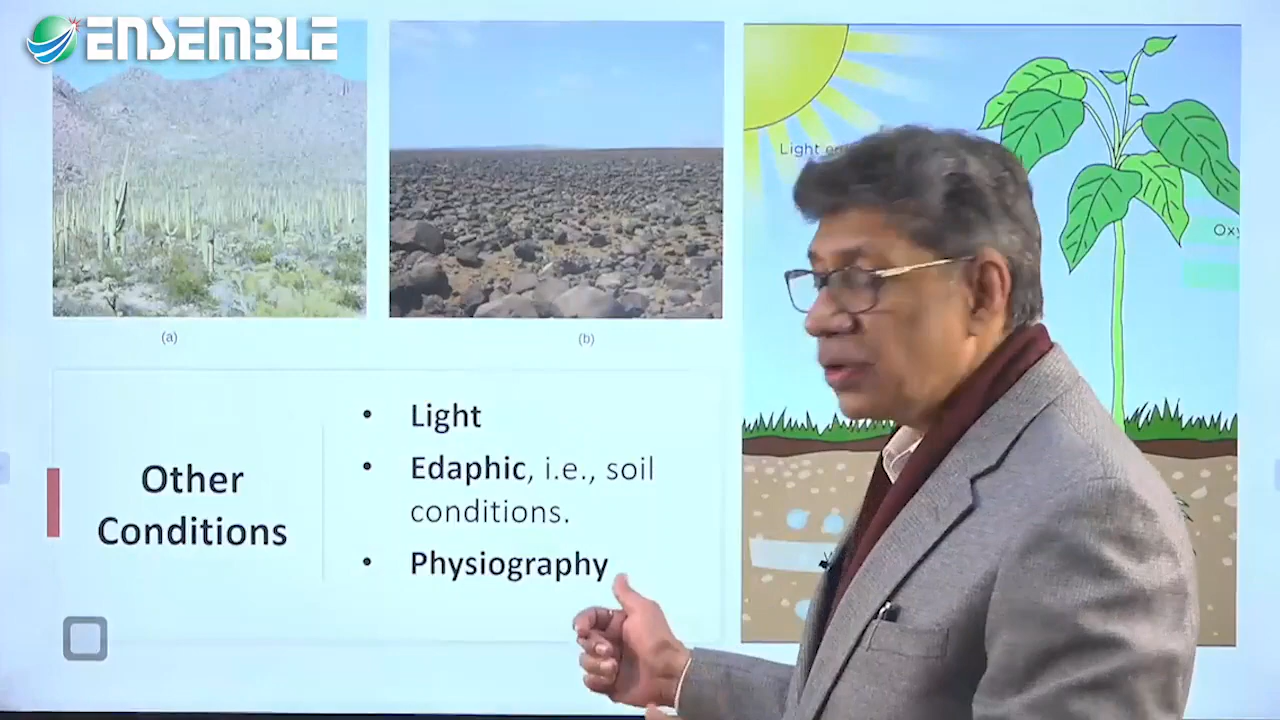 ENSEMBLE
Light
(a)
(b)
Other
Conditions
• Light
• Edaphic, i.e., soil
conditions.
• Physiography